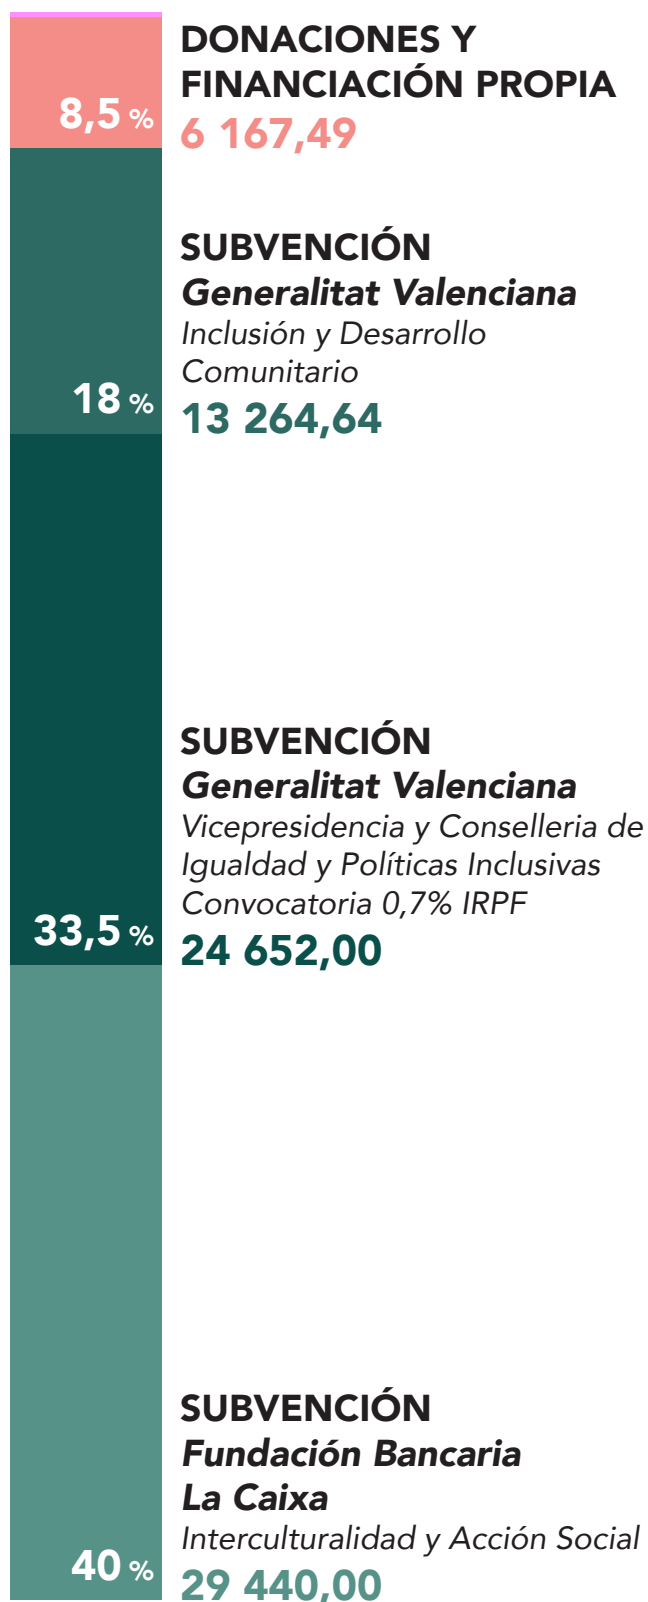 DONACIONES Y
FINANCIACIÓN PROPIA
8,5 %
6 167,49
SUBVENCIÓN
Generalitat Valenciana
Inclusión y Desarrollo
Comunitario
18 %
13 264,64
SUBVENCIÓN
Generalitat Valenciana
Vicepresidencia y Conselleria de
Igualdad y Políticas Inclusivas
Convocatoria 0,7% IRPF
33,5 %
24 652,00
SUBVENCIÓN
Fundación Bancaria
La Caixa
Interculturalidad y Acción Social
40 %
29 440,00